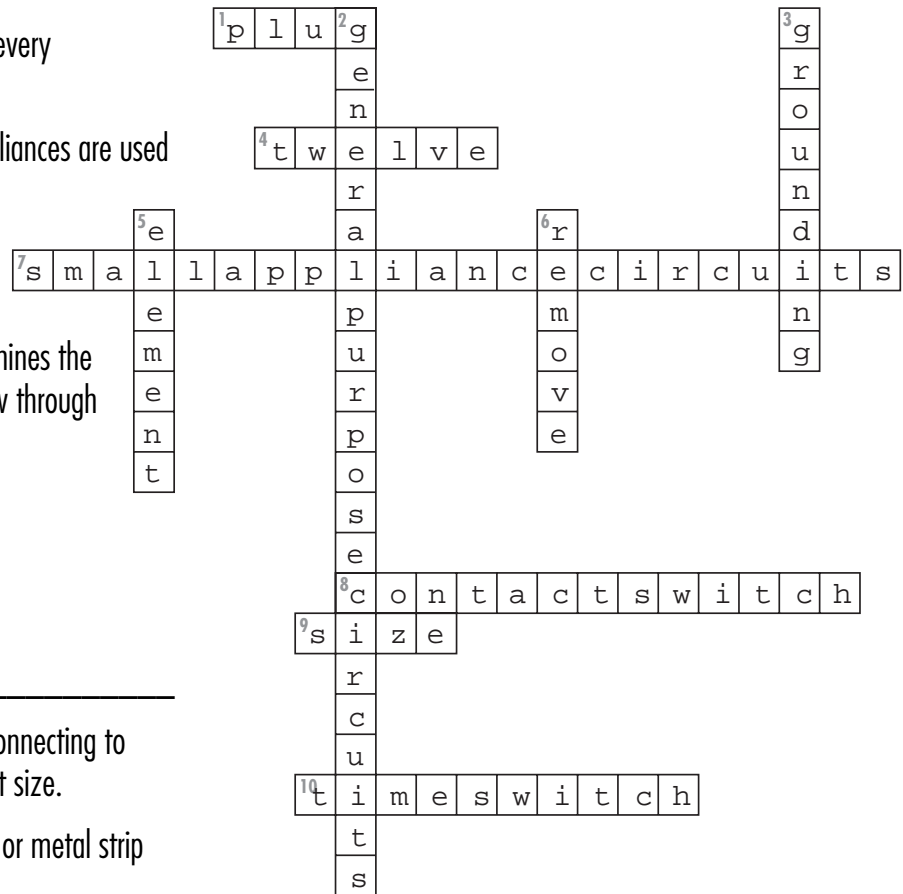 every
liances are used
nines the
w through
onnecting to
t size.
or metal strip
1 p l u 2 g
3 g
e
r
n
o
4 t w e l v e
u
r
n
5 e
a
6 r
d
7 s m a l l a p p l i a n c e c i r c u i t s
e
p
m
n
m
u
o
g
e
r
v
n
p
e
t
o
s
e
8 c o n t a c t s w i t c h
9 s i z e
r
c
u
10 t i m e s w i t c h
t
s